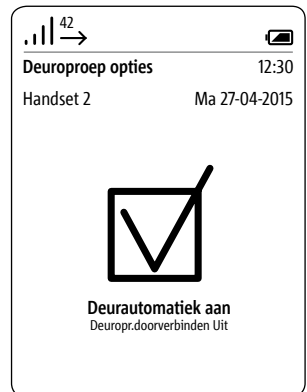 42
Deuroproep opties 12:30
Handset 2 Ma 27-04-2015
Deurautomatiek aan
Deuropr.doorverbinden Uit